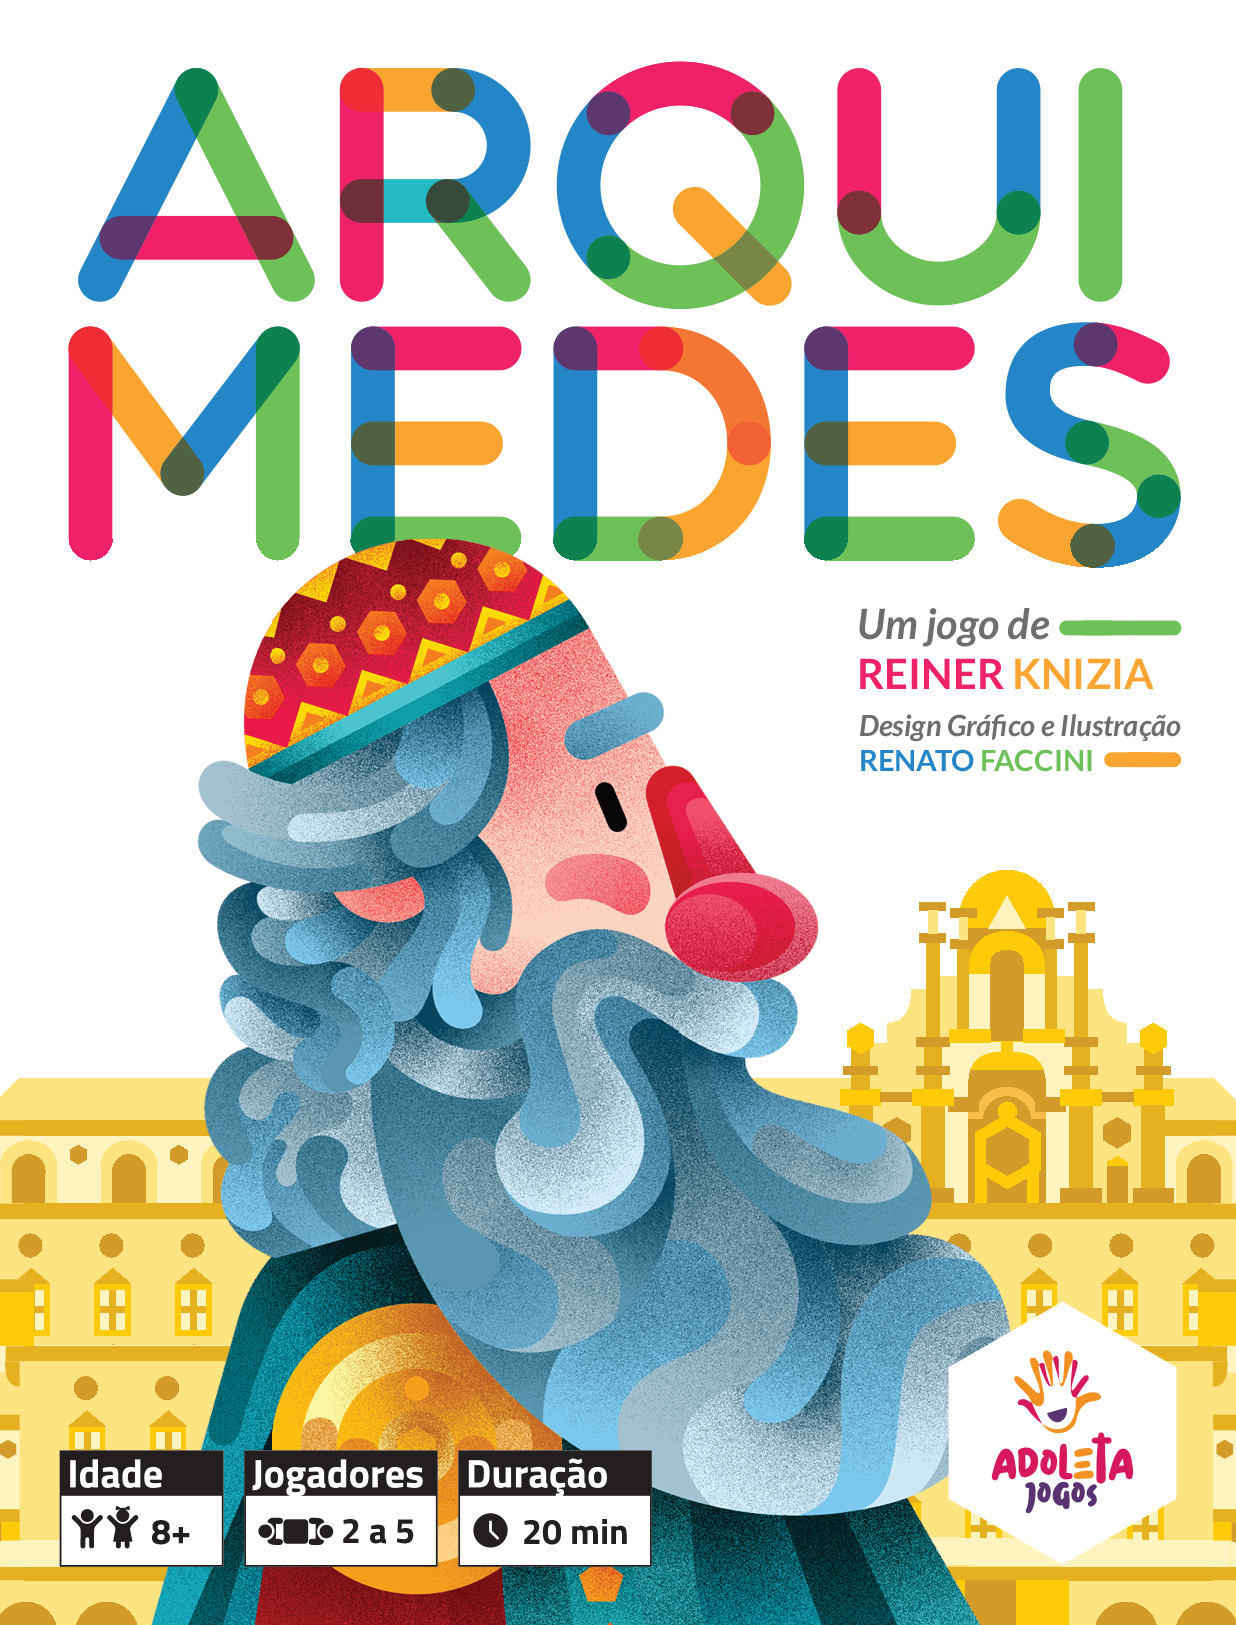 ARQUI
MEDES
Um jogo de
REINER KNIZIA
Design Gráfico e Ilustração
RENATO FACCINI
ADOLETA
JOGOS
Idade
8+
Jogadores
2 a 5
Duração
20 min